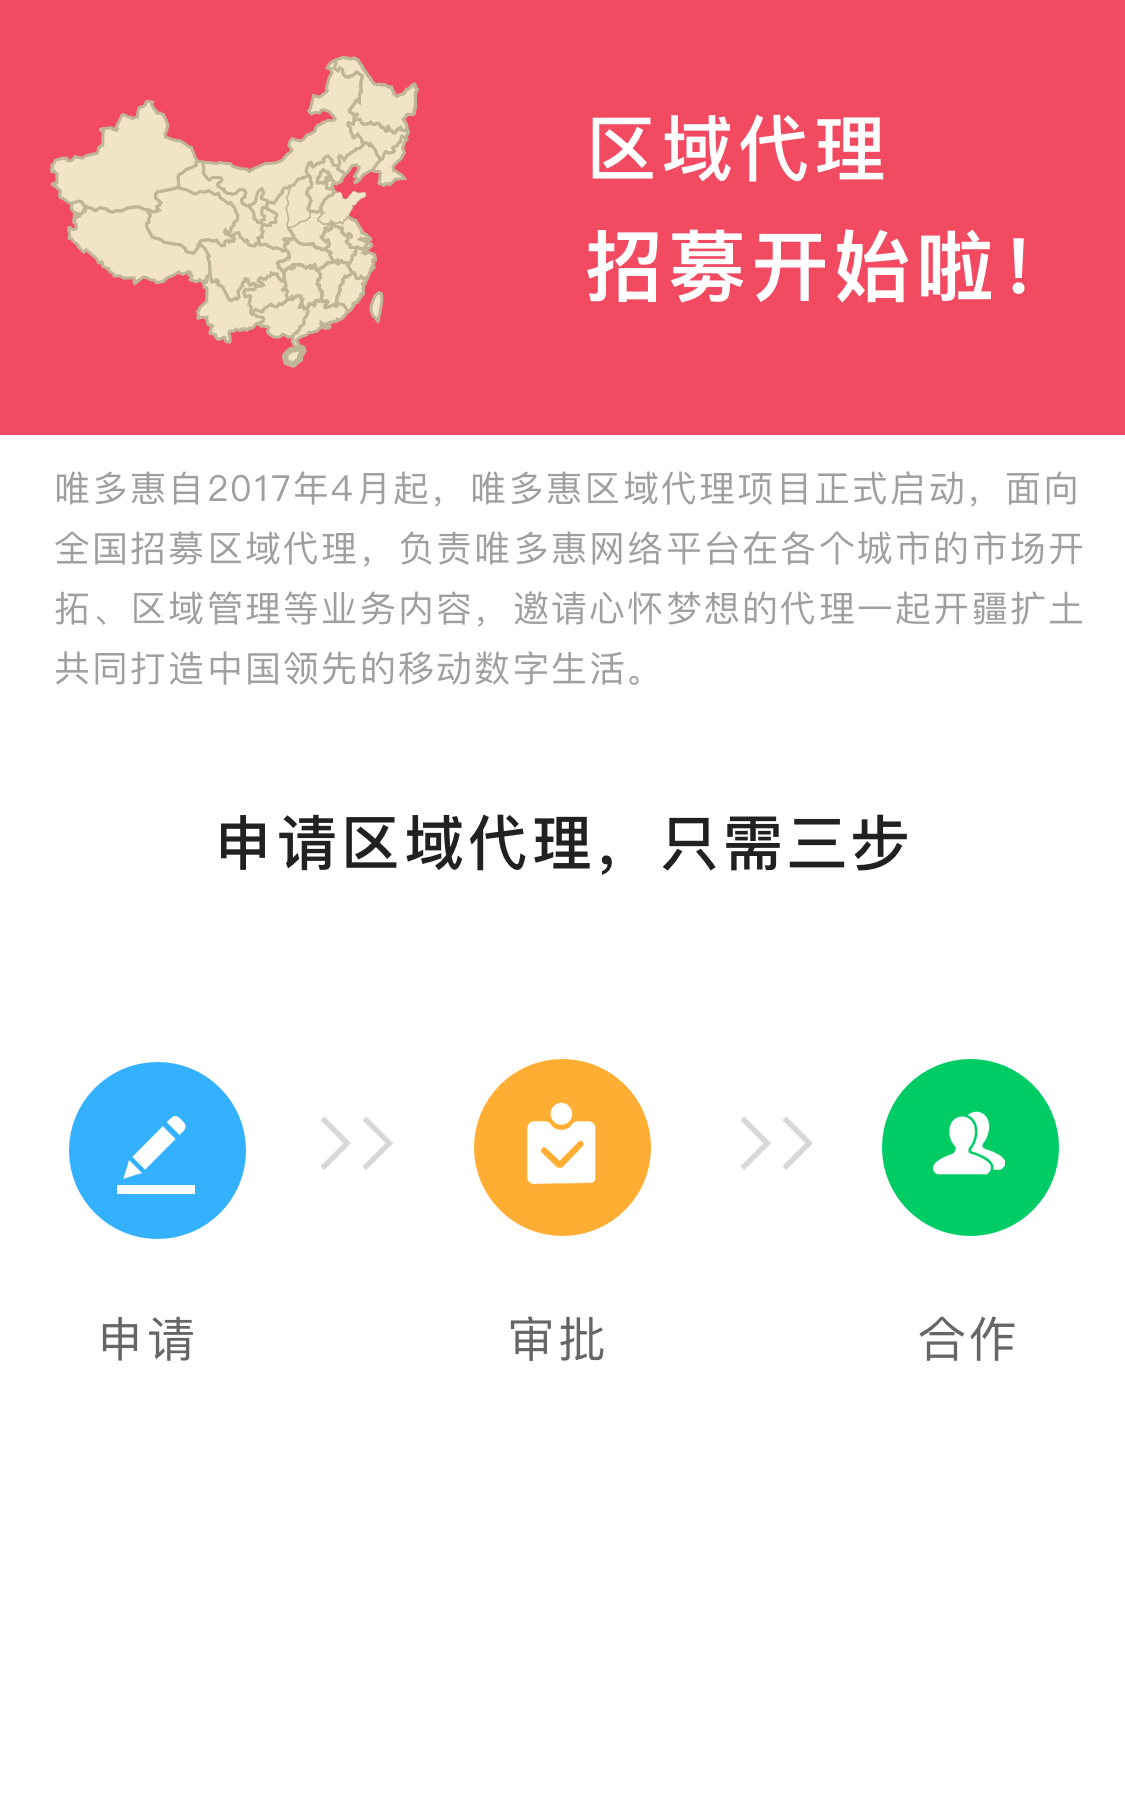 区域代理
招募开始啦！
唯多惠自2017年4月起，唯多惠区域代理项目正式启动，面向
全国招募区域代理，负责唯多惠网络平台在各个城市的市场开
拓、区域管理等业务内容，邀请心怀梦想的代理一起开疆扩土
共同打造中国领先的移动数字生活。
申请区域代理，只需三步
申请
审批
合作